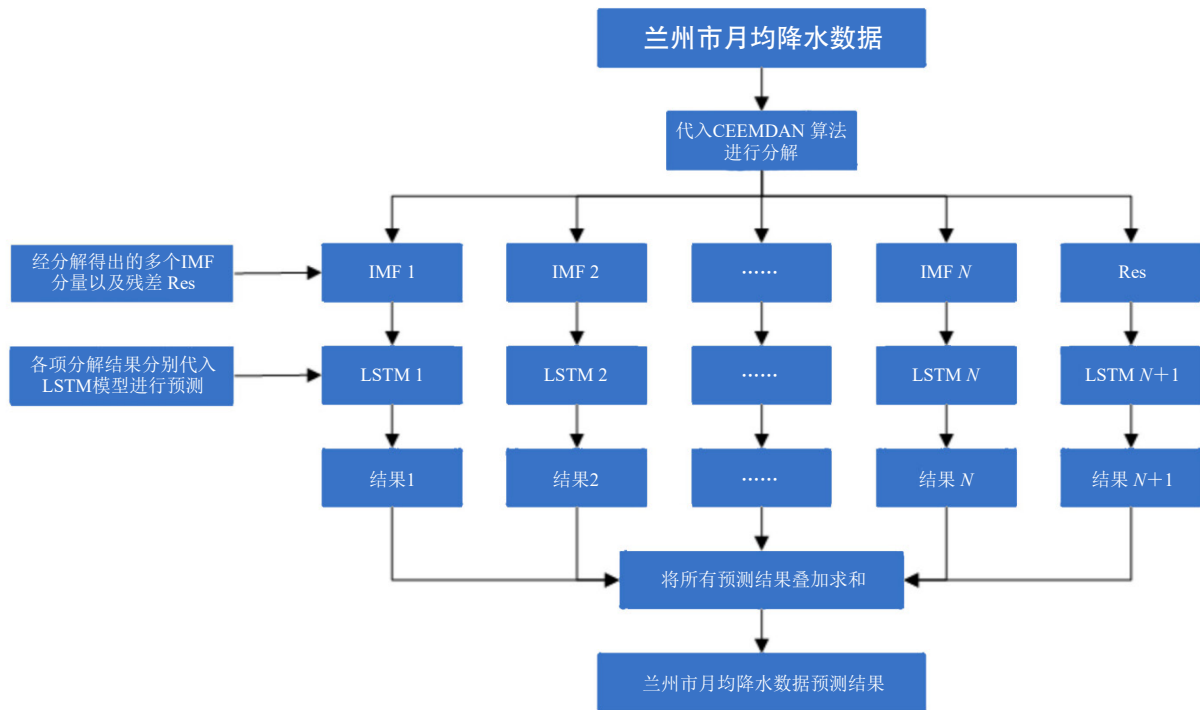 兰州市月均降水数据
代入CEEMDAN 算法
进行分解
经分解得出的多个IMF
分量以及残差 Res
IMF 1
IMF 2
……
IMF N
Res
各项分解结果分别代入
LSTM模型进行预测
LSTM 1
LSTM 2
……
LSTM N
LSTM N+1
结果1
结果2
……
结果 N
结果 N+1
将所有预测结果叠加求和
兰州市月均降水数据预测结果